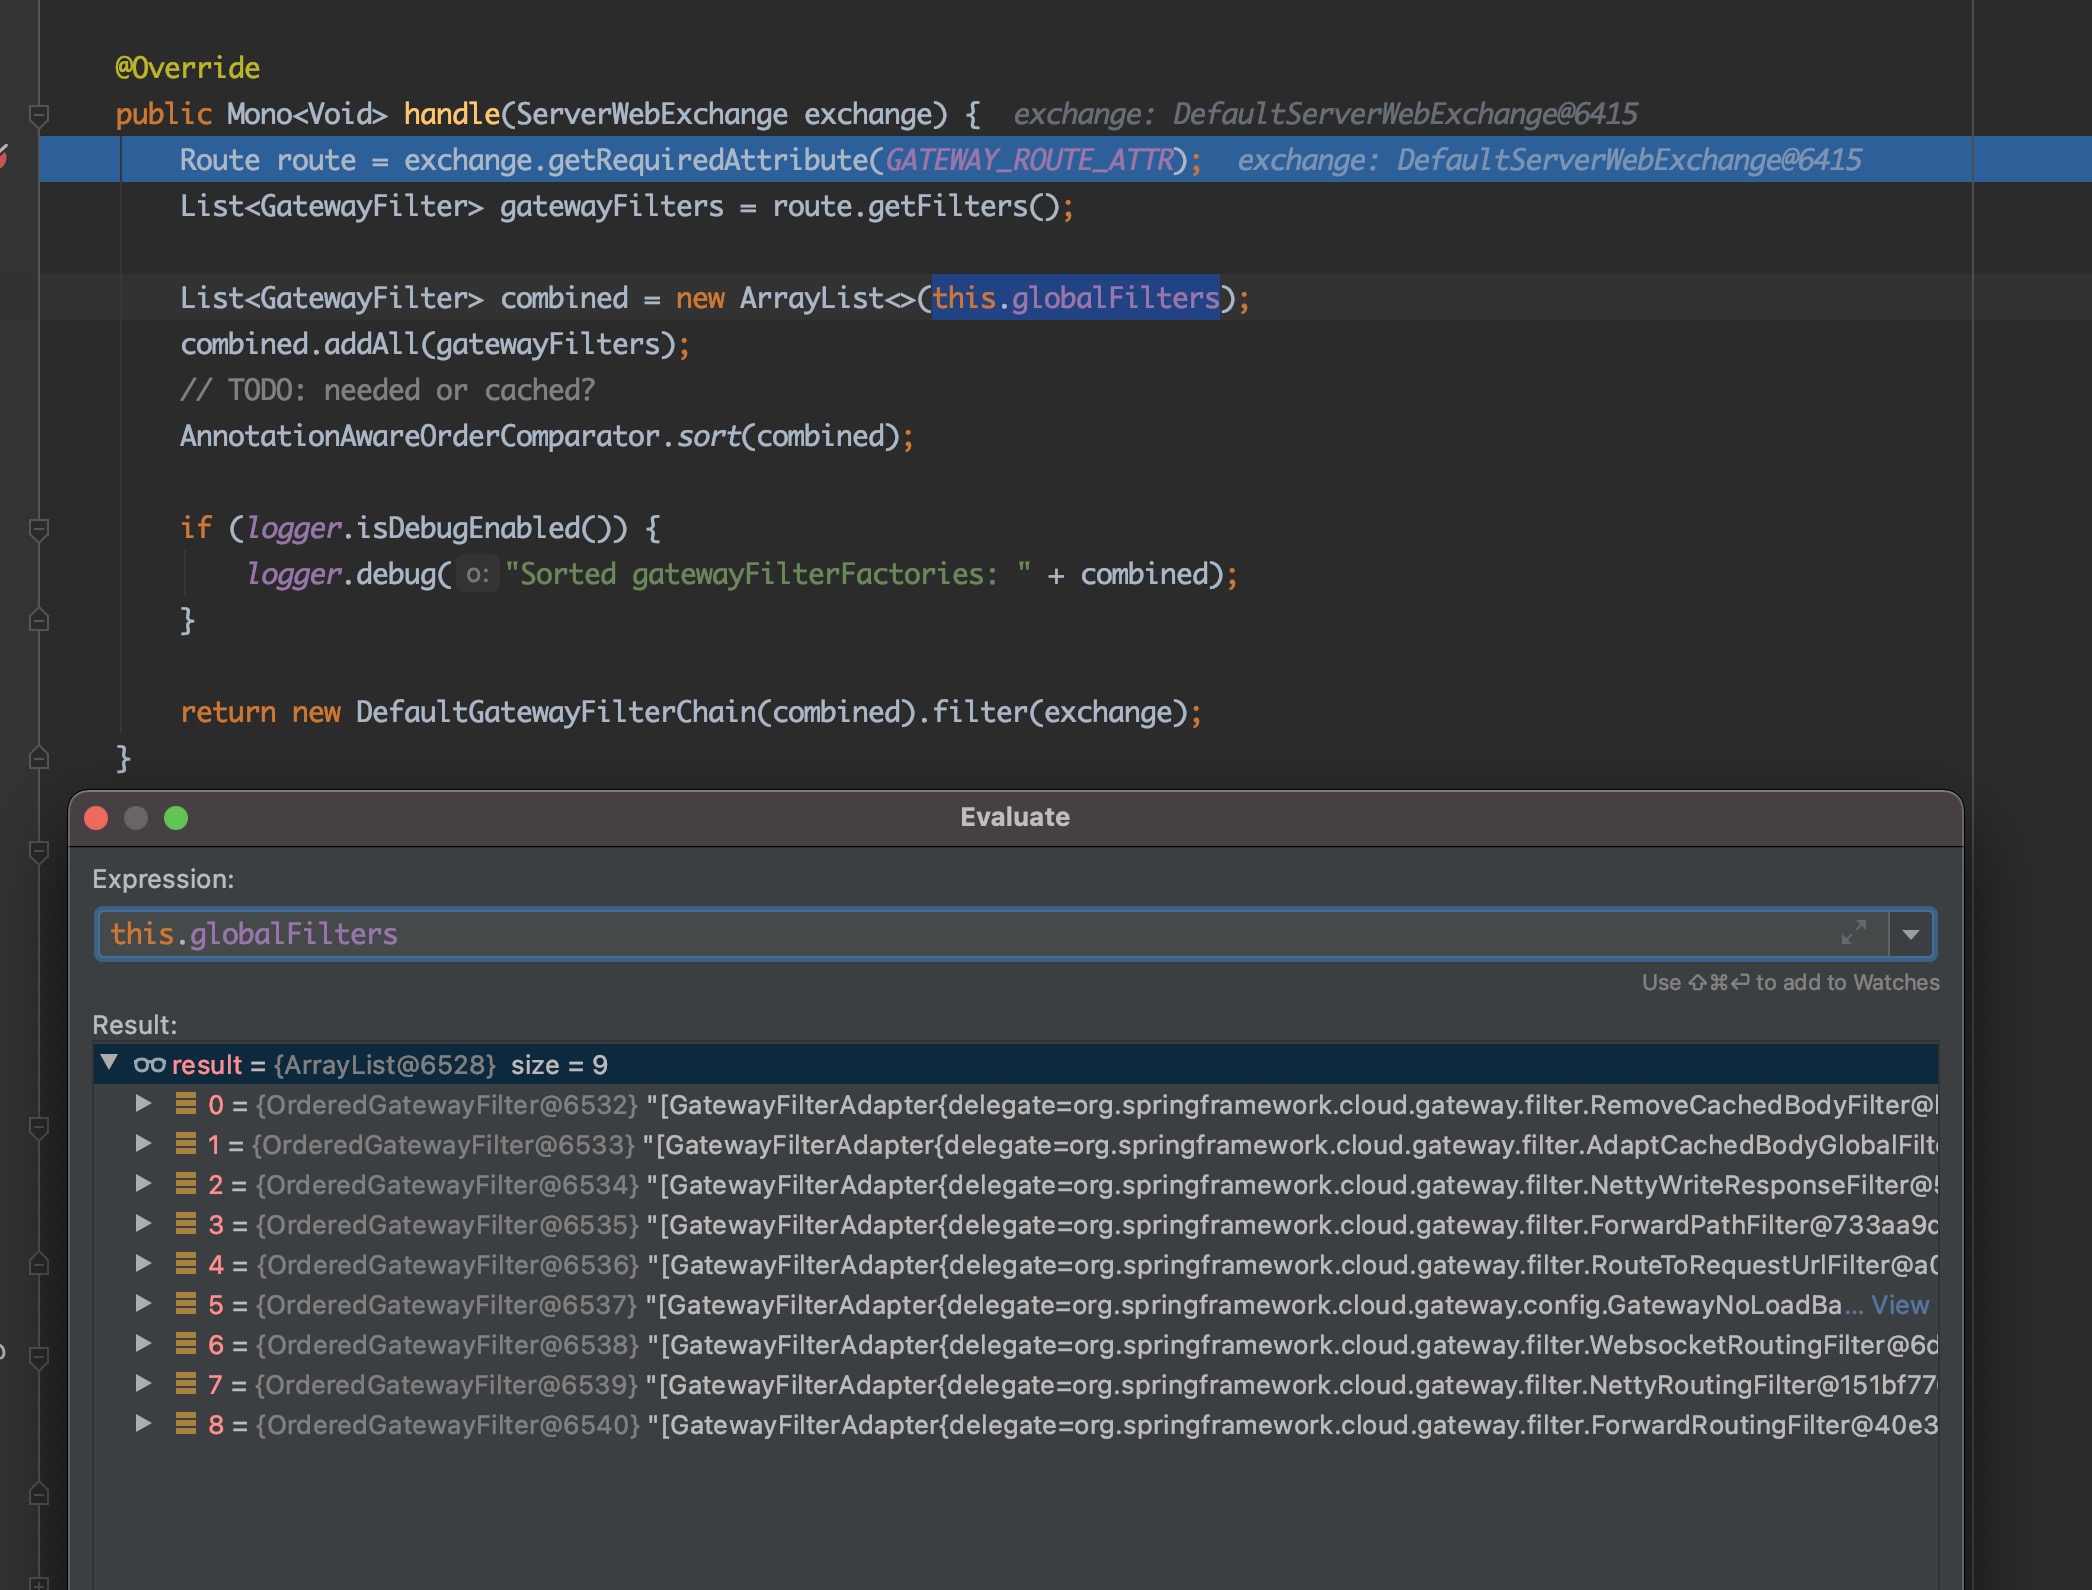 @Override
public Mono<Void> handle(ServerWebExchange exchange) {  exchange: DefaultServerWebExchange@6415
Route route = exchange.getRequiredAttribute(GATEWAY_ROUTE_ATTR);  exchange: DefaultServerWebExchange@6415
List<GatewayFilter> gatewayFilters = route.getFilters();
List<GatewayFilter> combined = new ArrayList<>(this.globalFilters);
combined.addAll(gatewayFilters);
// TODO: needed or cached?
AnnotationAwareOrderComparator.sort(combined);
if (logger.isDebugEnabled()) {
logger.debug( o: "Sorted gatewayFilterFactories: " + combined);
}
return new DefaultGatewayFilterChain(combined).filter(exchange);
}
Evaluate
Expression:
this.globalFilters
Use ⇧⌘↩ to add to Watches
Result:
result = {ArrayList@6528} size = 9
0 = {OrderedGatewayFilter@6532} "[GatewayFilterAdapter{delegate=org.springframework.cloud.gateway.filter.RemoveCachedBodyFilter@
1 = {OrderedGatewayFilter@6533} "[GatewayFilterAdapter{delegate=org.springframework.cloud.gateway.filter.AdaptCachedBodyGlobalFilt
2 = {OrderedGatewayFilter@6534} "[GatewayFilterAdapter{delegate=org.springframework.cloud.gateway.filter.NettyWriteResponseFilter@5
3 = {OrderedGatewayFilter@6535} "[GatewayFilterAdapter{delegate=org.springframework.cloud.gateway.filter.ForwardPathFilter@733aa9
4 = {OrderedGatewayFilter@6536} "[GatewayFilterAdapter{delegate=org.springframework.cloud.gateway.filter.RouteToRequestUrlFilter@a0
5 = {OrderedGatewayFilter@6537} "[GatewayFilterAdapter{delegate=org.springframework.cloud.gateway.config.GatewayNoLoadBa... View
6 = {OrderedGatewayFilter@6538} "[GatewayFilterAdapter{delegate=org.springframework.cloud.gateway.filter.WebsocketRoutingFilter@6d
7 = {OrderedGatewayFilter@6539} "[GatewayFilterAdapter{delegate=org.springframework.cloud.gateway.filter.NettyRoutingFilter@151bf77
8 = {OrderedGatewayFilter@6540} "[GatewayFilterAdapter{delegate=org.springframework.cloud.gateway.filter.ForwardRoutingFilter@40e3